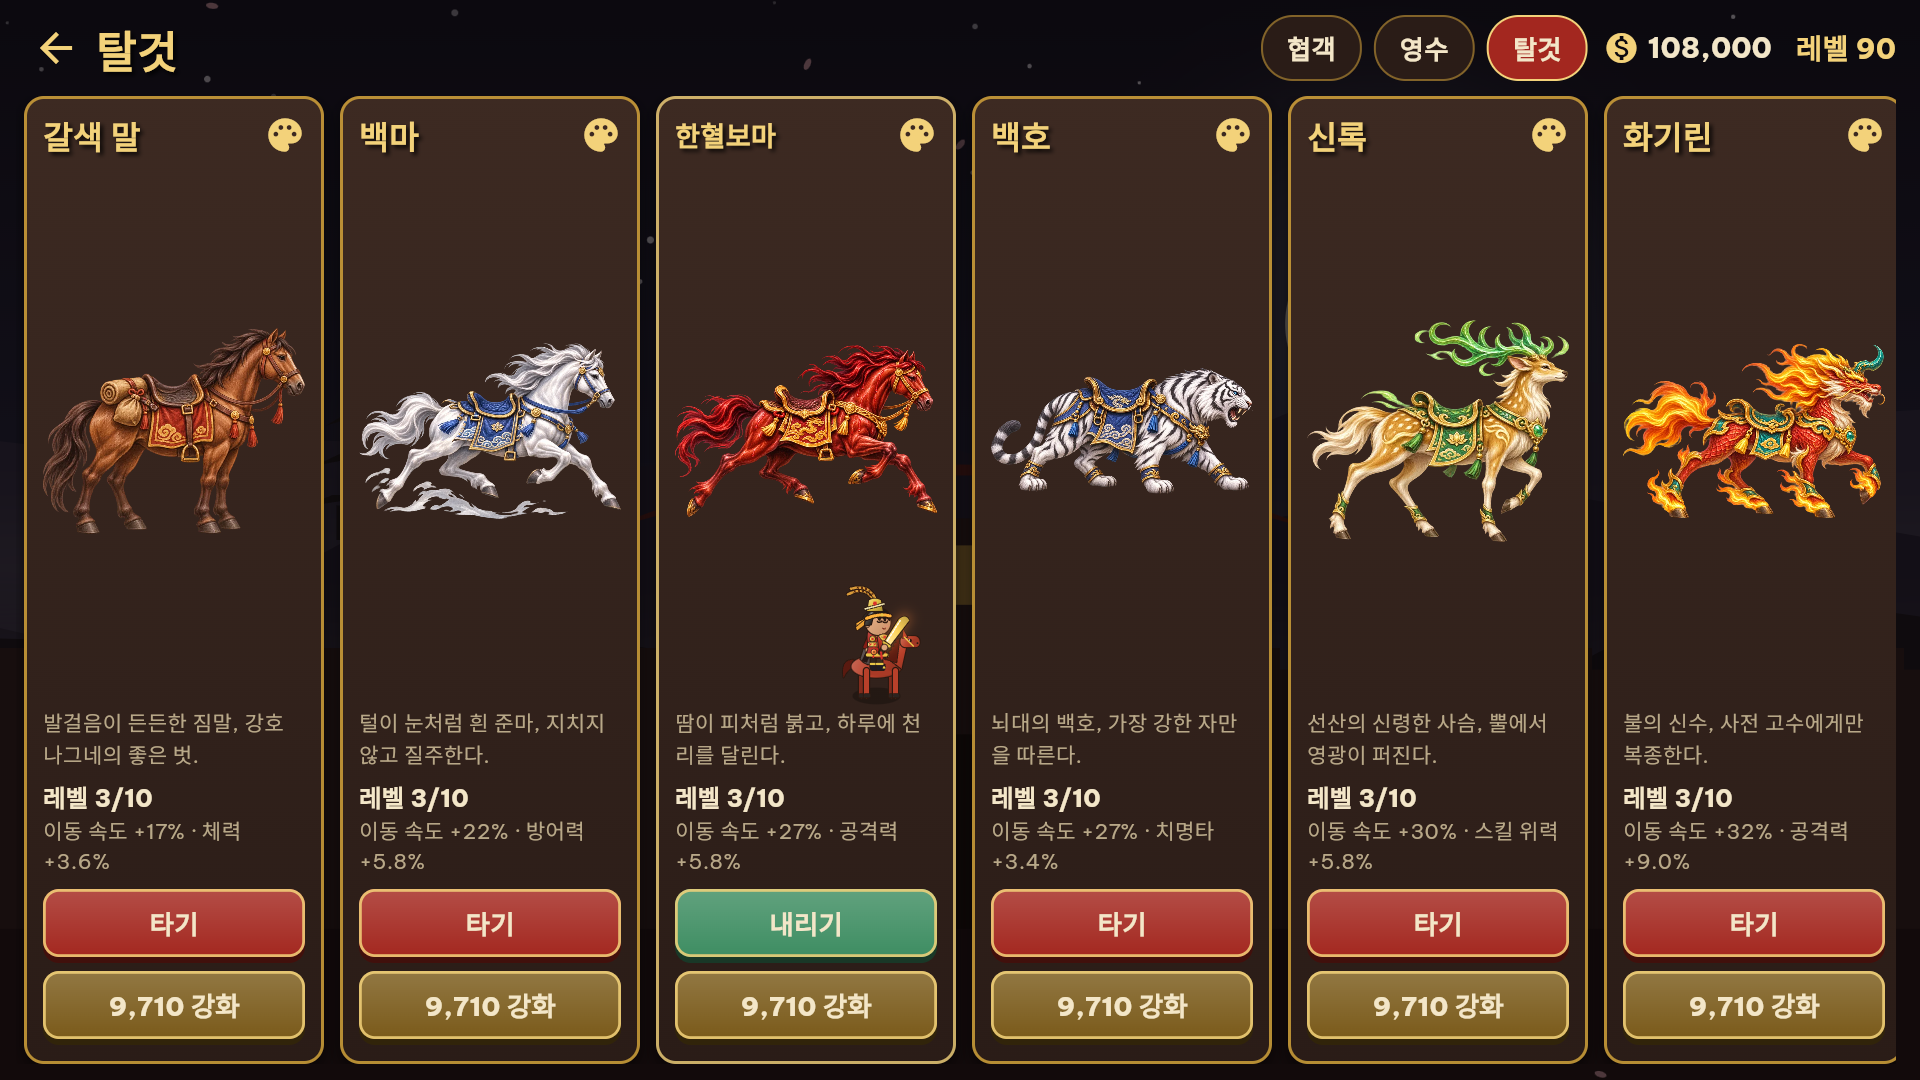 탈것
협객
영수
탈것
108,000
레벨 90
갈색 말
발걸음이 든든한 짐말, 강호
나그네의 좋은 벗.
레벨 3/10
이동 속도 +17% · 체력
+3.6%
타기
9,710 강화
백마
털이 눈처럼 흰 준마, 지치지
않고 질주한다.
레벨 3/10
이동 속도 +22% · 방어력
+5.8%
타기
9,710 강화
한혈보마
땀이 피처럼 붉고, 하루에 천
리를 달린다.
레벨 3/10
이동 속도 +27% · 공격력
+5.8%
내리기
9,710 강화
백호
뇌대의 백호, 가장 강한 자만
을 따른다.
레벨 3/10
이동 속도 +27% · 치명타
+3.4%
타기
9,710 강화
신록
선산의 신령한 사슴, 뿔에서
영광이 퍼진다.
레벨 3/10
이동 속도 +30% · 스킬 위력
+5.8%
타기
9,710 강화
화기린
불의 신수, 사전 고수에게만
복종한다.
레벨 3/10
이동 속도 +32% · 공격력
+9.0%
타기
9,710 강화